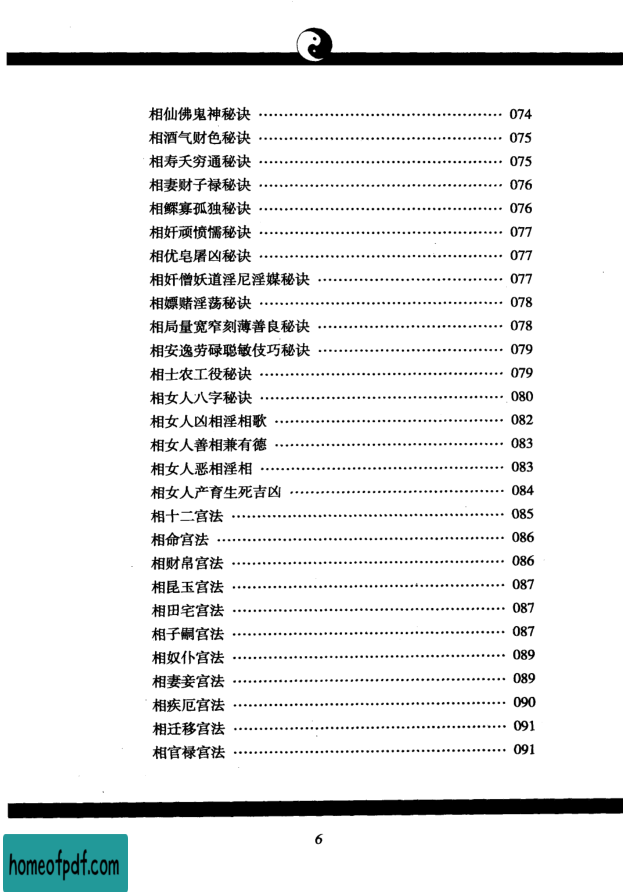 相仙佛鬼神秘诀 …………………………………………… 074
相酒气财色秘诀 …………………………………………… 075
相寿夭穷通秘诀 …………………………………………… 075
相妻财子禄秘诀 …………………………………………… 076
相鳏寡孤独秘诀 …………………………………………… 076
相奸顽愤懦秘诀 …………………………………………… 077
相优皂屠凶秘诀 …………………………………………… 077
相奸僧妖道淫尼淫媒秘诀 ………………………………… 077
相嫖赌淫荡秘诀 …………………………………………… 078
相局量宽窄刻薄善良秘诀 ………………………………… 078
相安逸劳碌聪敏伎巧秘诀 ………………………………… 079
相士农工役秘诀 …………………………………………… 079
相女人八字秘诀 …………………………………………… 080
相女人凶相淫相歌 ………………………………………… 082
相女人善相兼有德 ………………………………………… 083
相女人恶相淫相 …………………………………………… 083
相女人产育生死吉凶 ……………………………………… 084
相十二宫法 ………………………………………………… 085
相命宫法 …………………………………………………… 086
相财帛宫法 ………………………………………………… 086
相昆玉宫法 ………………………………………………… 087
相田宅宫法 ………………………………………………… 087
相子嗣宫法 ………………………………………………… 087
相奴仆宫法 ………………………………………………… 089
相妻妾宫法 ………………………………………………… 089
相疾厄宫法 ………………………………………………… 090
相迁移宫法 ………………………………………………… 091
相官禄宫法 ………………………………………………… 091
6
homeofpdf.com